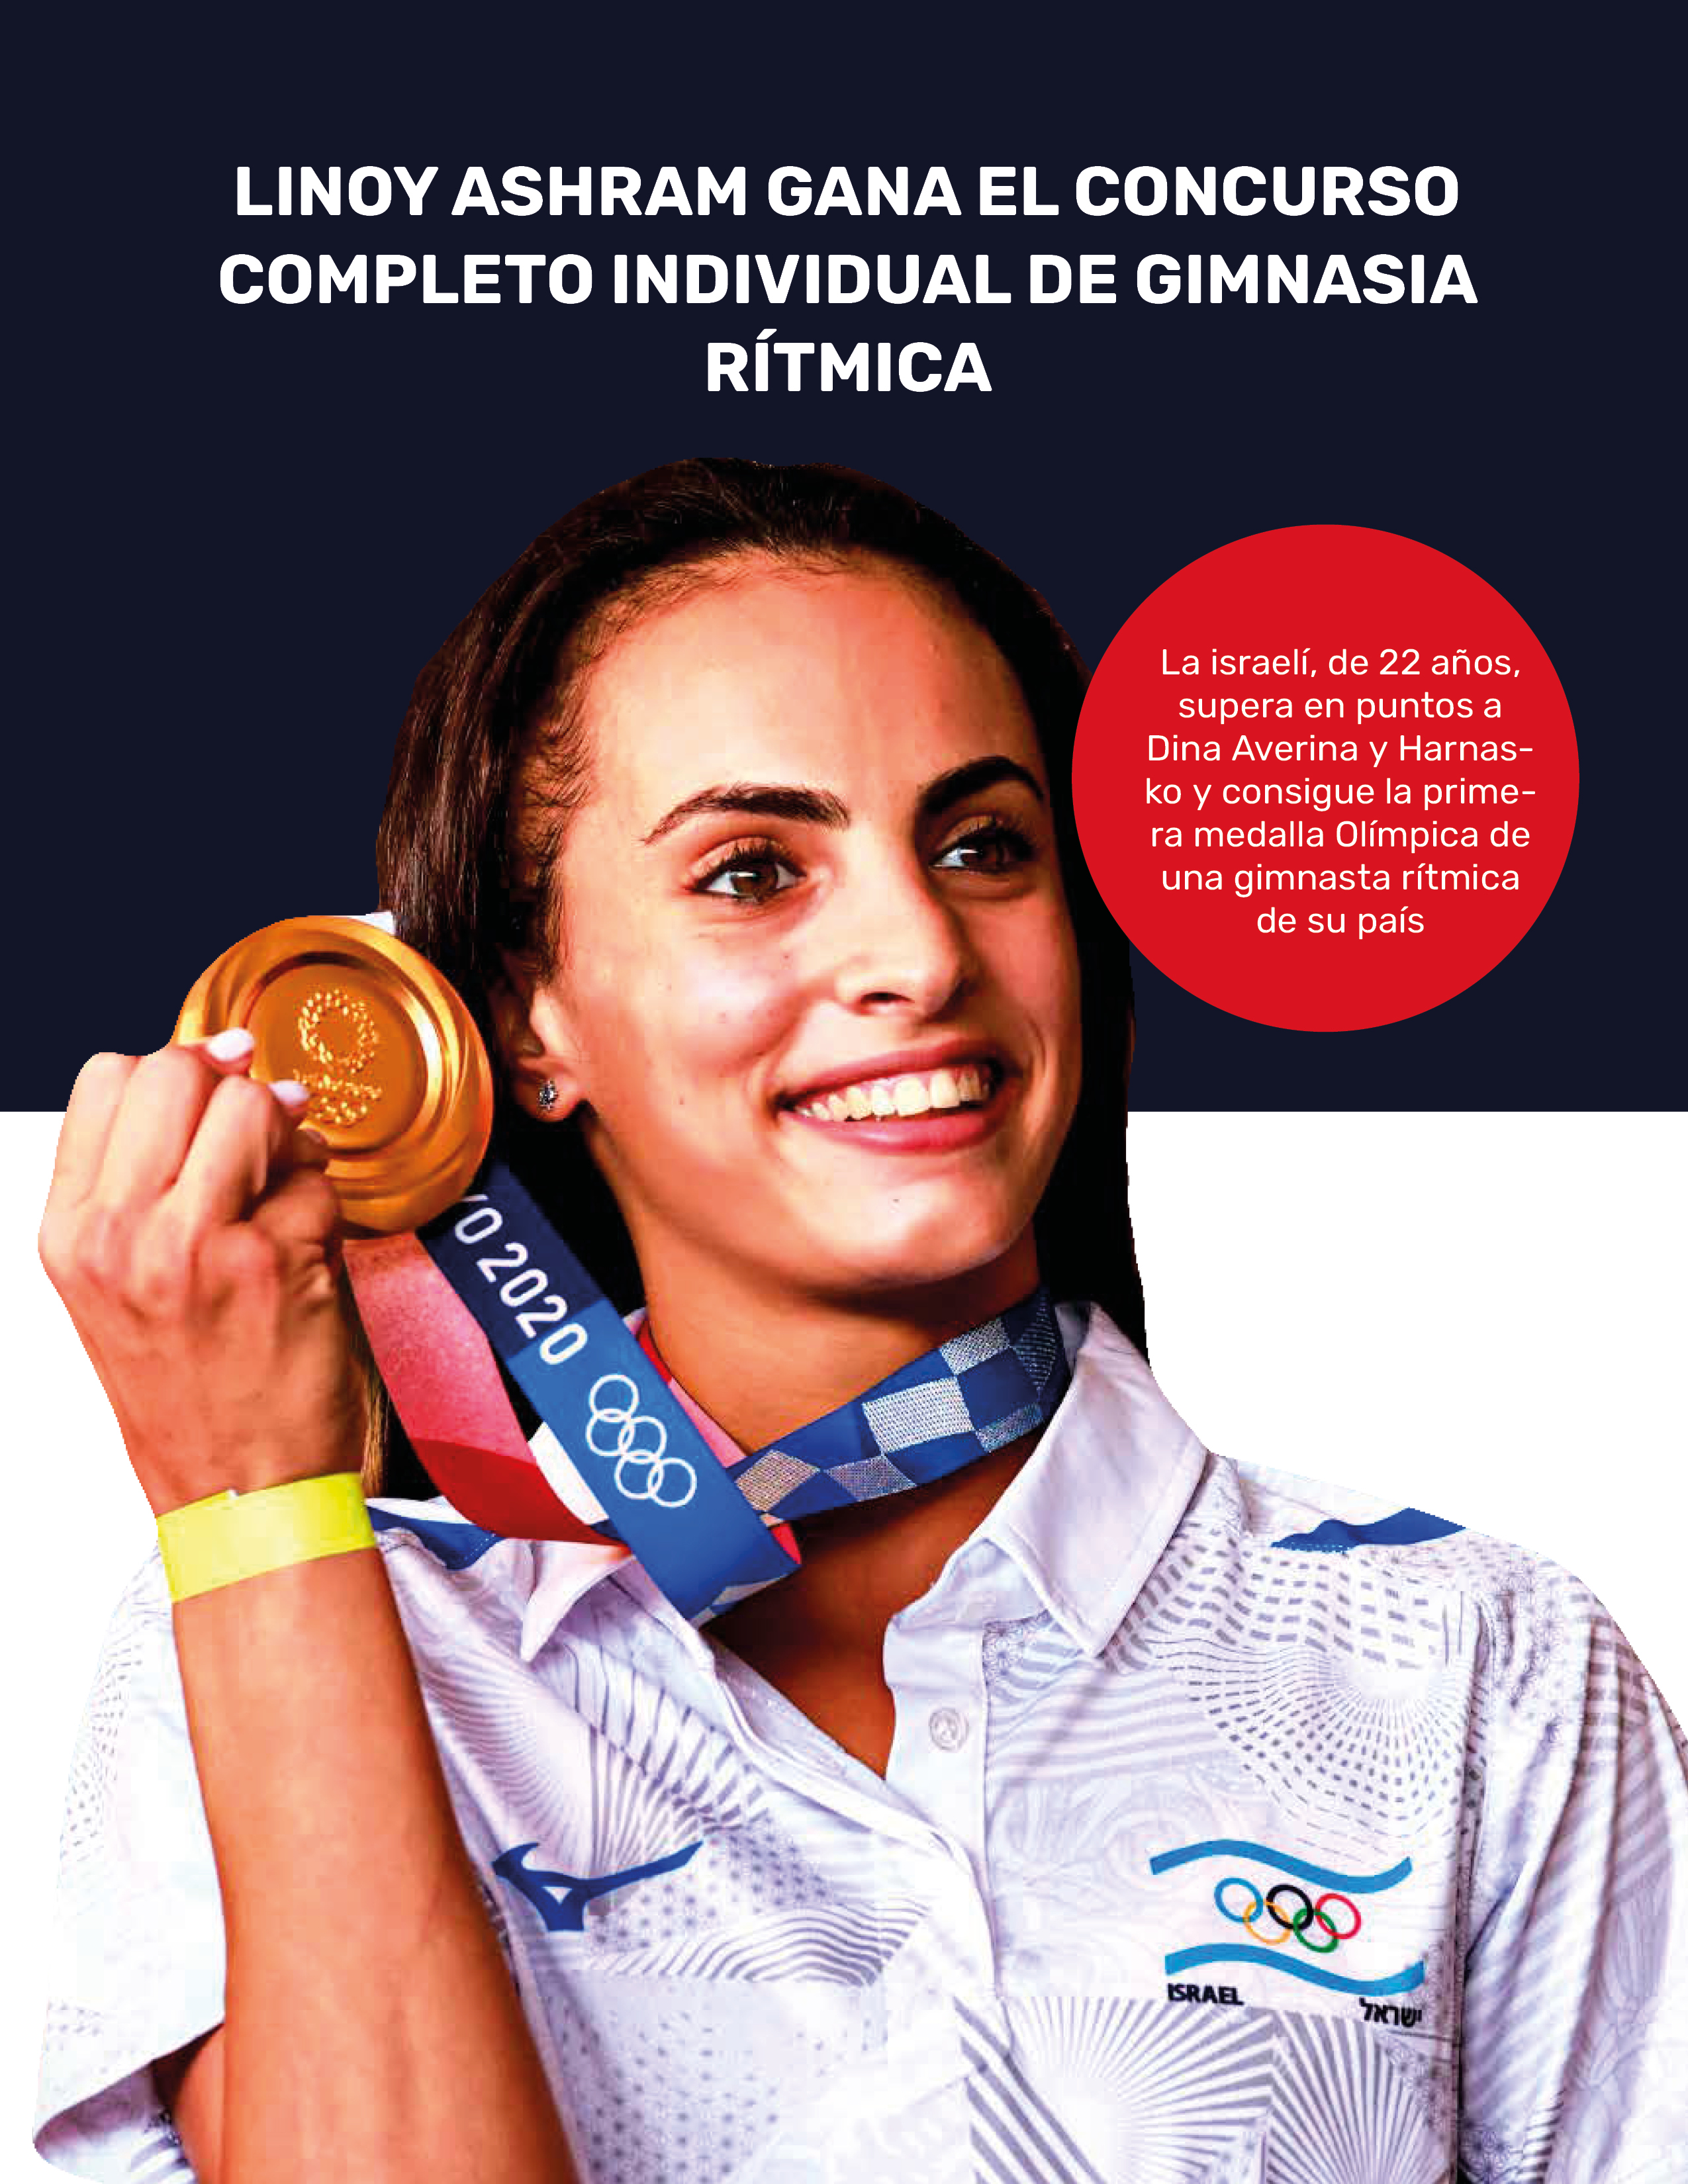 LINOY ASHRAM GANA EL CONCURSO
COMPLETO INDIVIDUAL DE GIMNASIA
RÍTMICA
La israelí, de 22 años,
supera en puntos a
Dina Averina y Harnas-
ko y consigue la prime-
ra medalla Olímpica de
una gimnasta rítmica
de su país
YO 2020
ISRAEL
ישראל